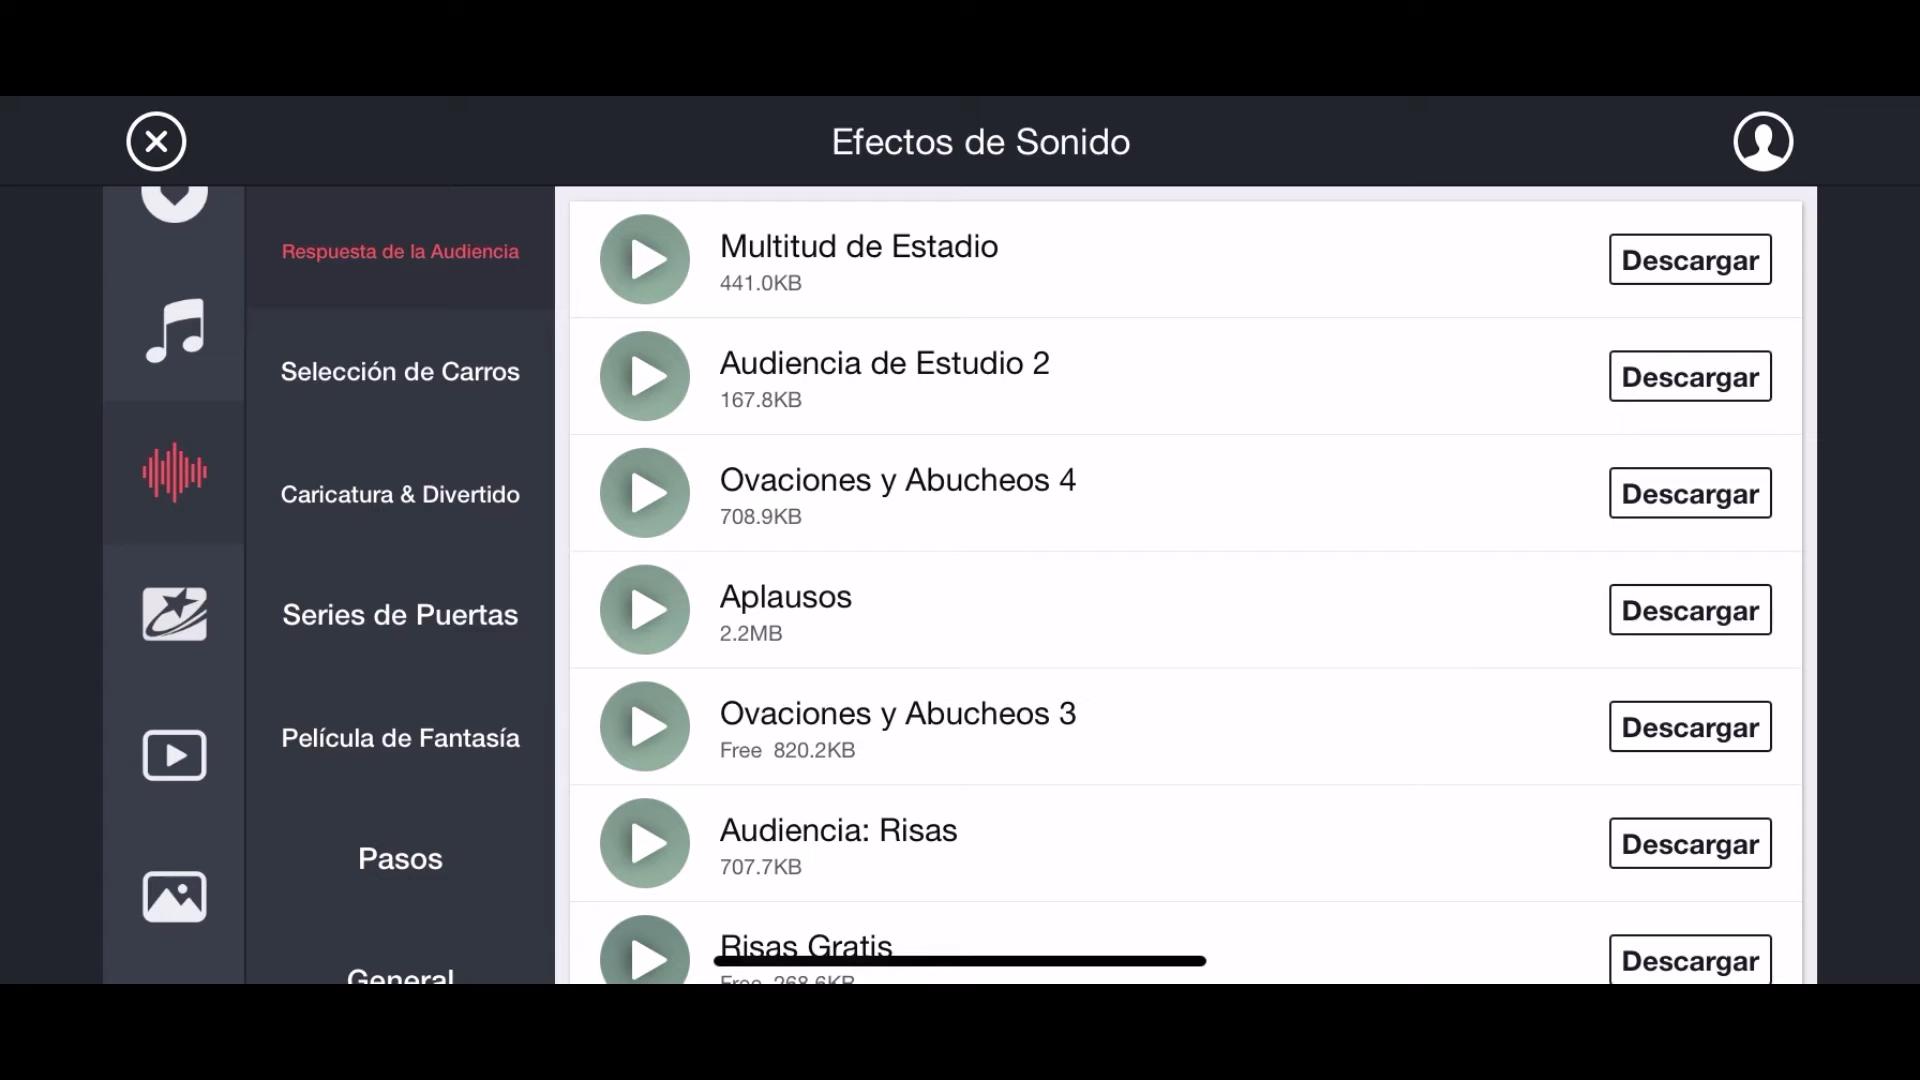 Efectos de Sonido
Respuesta de la Audiencia
Selección de Carros
Caricatura & Divertido
Series de Puertas
Película de Fantasía
Pasos
General
Multitud de Estadio
441.0KB
Descargar
Audiencia de Estudio 2
167.8KB
Descargar
Ovaciones y Abucheos 4
708.9KB
Descargar
Aplausos
2.2MB
Descargar
Ovaciones y Abucheos 3
Free 820.2KB
Descargar
Audiencia: Risas
707.7KB
Descargar
Risas Gratis
Free 268.6KB
Descargar